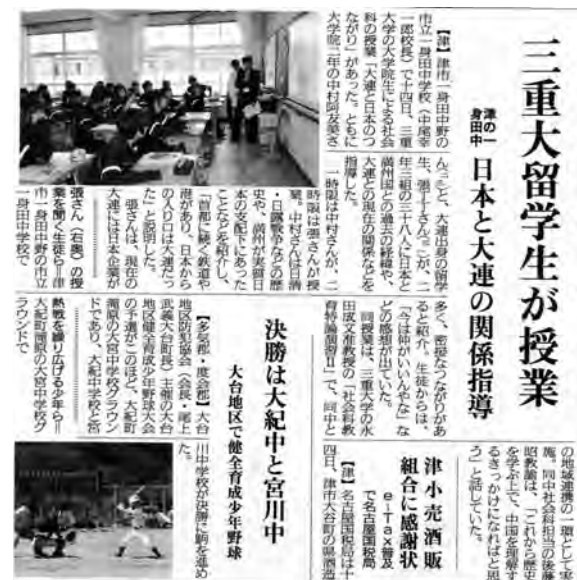 三重大留学生が授業
津の一
身田中
日本と大連の関係指導
【津】津市一身田中野の
市立一身田中学校（中尾幸
一郎校長）で十四日、三重
大学の大学院生による社会
科の授業「大連と日本のつ
ながり」があった。ともに
大学院二年の中村阿友美さ
ん と、大連出身の留学
生、張 さん が、二
年三組の三十八人に日本と
満州国との過去の経緯や、
大連との現在の関係などを
指導した。
一時限は中村さんが、二
時限は張さんが授
業。中村さんは日清
・日露戦争などの歴
史や、満州が実質日
本の支配下にあった
ことなどを紹介し、
「首都に続く鉄道や
港があり、日本から
の入り口は大連だっ
た」と説明した。
張さんは、現在の
大連には日本企業が
多く、密接なつながりがあ
ると紹介。生徒からは、
「今は仲がいいんやな」な
どの感想が出ていた。
同授業は、三重大学の永
田成文准教授の「社会科教
育特論演習Ⅱ」で、同中と
の地域連携の一環として実
施。同中社会科担当の後藤
昭教諭は、「これから歴史
を学ぶ上で、中国を理解す
るきっかけになればと思
う」と話していた。
張さん（右奥）の授
業を聞く生徒ら＝津
市一身田中野の市立
一身田中学校で
津小売酒販
組合に感謝状
e-Tax普及
で名古屋国税局
【津】名古屋国税局は十
四日、津市大谷町の県酒造
決勝は大紀中と宮川中
大台地区で健全育成少年野球
【多気郡・度会郡】大台
地区防犯協会（会長・尾上
武義大台町長）主催の大台
地区健全育成少年野球大会
の予選がこのほど、大紀町
滝原の大宮中学校グラウン
ドであり、大紀中学校と宮
川中学校が決勝に駒を進め
た。
熱戦を繰り広げる少年ら＝
大紀町滝原の大宮中学校グ
ラウンドで